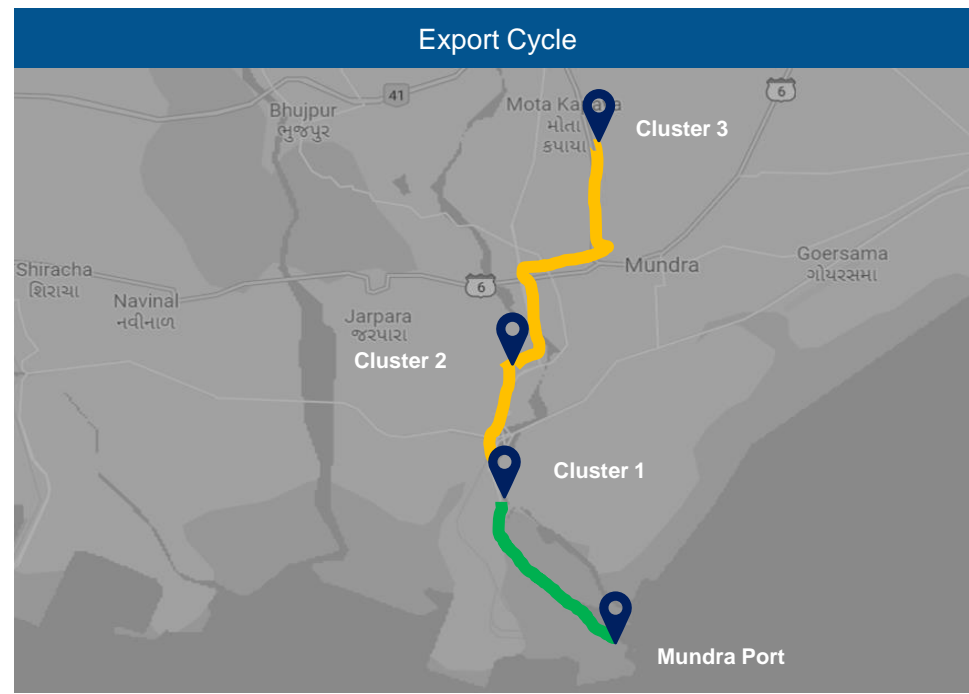 Export Cycle
41
6
Bhujpur
ભુજપુર
Mota Kapaya
મોતા
કપાયા
Cluster 3
Shiracha
શિરાચા
Navinal
નવીનાળ
6
Mundra
Goersama
ગોયરસમા
Jarpara
જરપારા
Cluster 2
Cluster 1
Mundra Port